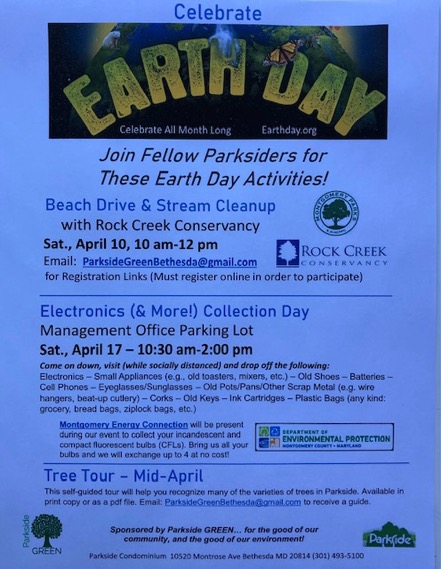 Celebrate
EARTH DAY
Celebrate All Month Long Earthday.org
Join Fellow Parksiders for
These Earth Day Activities!
Beach Drive & Stream Cleanup
with Rock Creek Conservancy
Sat., April 10, 10 am-12 pm
Email: ParksideGreenBethesda@gmail.com
for Registration Links (Must register online in order to participate)
MONTGOMERY PARKS
ROCK CREEK
CONSERVANCY
Electronics (& More!) Collection Day
Management Office Parking Lot
Sat., April 17 – 10:30 am-2:00 pm
Come on down, visit (while socially distanced) and drop off the following:
Electronics – Small Appliances (e.g., old toasters, mixers, etc.) – Old Shoes – Batteries –
Cell Phones – Eyeglasses/Sunglasses – Old Pots/Pans/Other Scrap Metal (e.g. wire
hangers, beat-up cutlery) – Corks – Old Keys – Ink Cartridges – Plastic Bags (any kind:
grocery, bread bags, ziplock bags, etc.)
Montgomery Energy Connection will be present
during our event to collect your incandescent and
compact fluorescent bulbs (CFLs). Bring us all your
bulbs and we will exchange up to 4 at no cost!
DEPARTMENT OF
ENVIRONMENTAL PROTECTION
MONTGOMERY COUNTY • MARYLAND
Tree Tour – Mid-April
This self-guided tour will help you recognize many of the varieties of trees in Parkside. Available in
print copy or as a pdf file. Email: ParksideGreenBethesda@gmail.com to receive a guide.
Parkside
GREEN
Sponsored by Parkside GREEN… for the good of our
community, and the good of our environment!
Parkside
Parkside Condominium 10520 Montrose Ave Bethesda MD 20814 (301) 493-5100